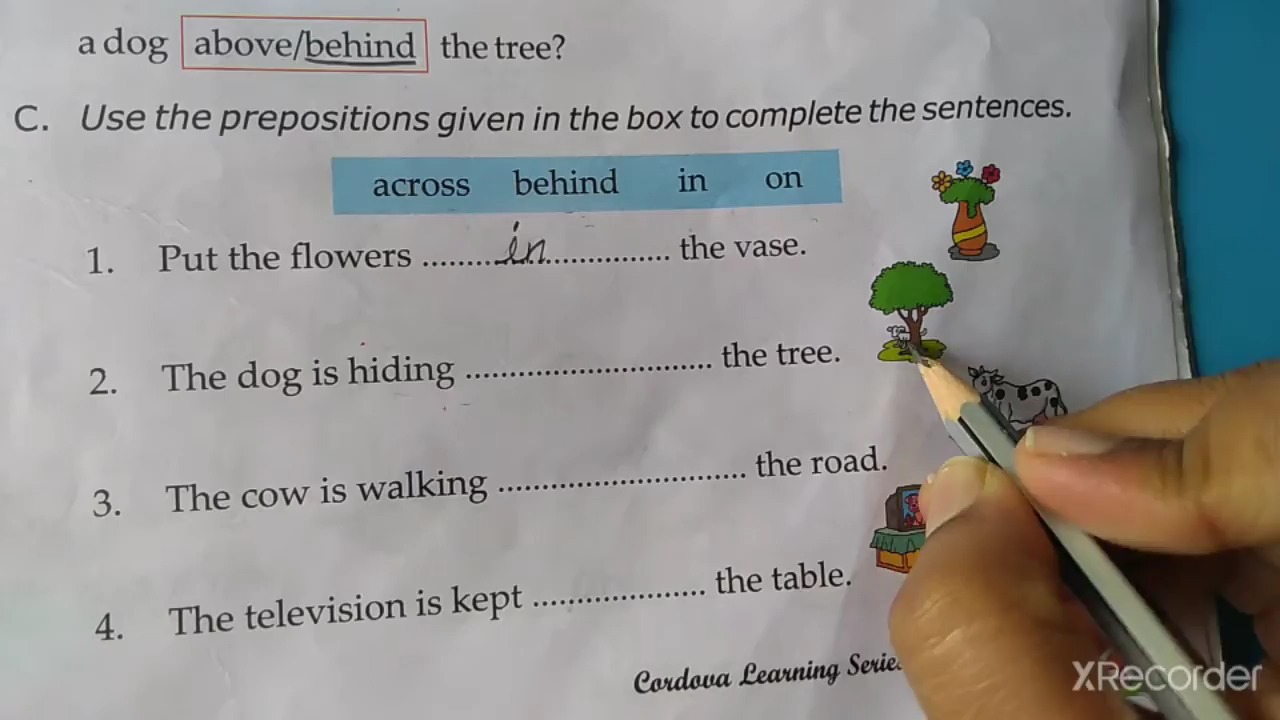 a dog above/behind the tree?
C. Use the prepositions given in the box to complete the sentences.
across behind in on
1. Put the flowers .........in................ the vase.
2. The dog is hiding ............................ the tree.
3. The cow is walking ............................ the road.
4. The television is kept .................... the table.
Cordova Learning Series
XRecorder